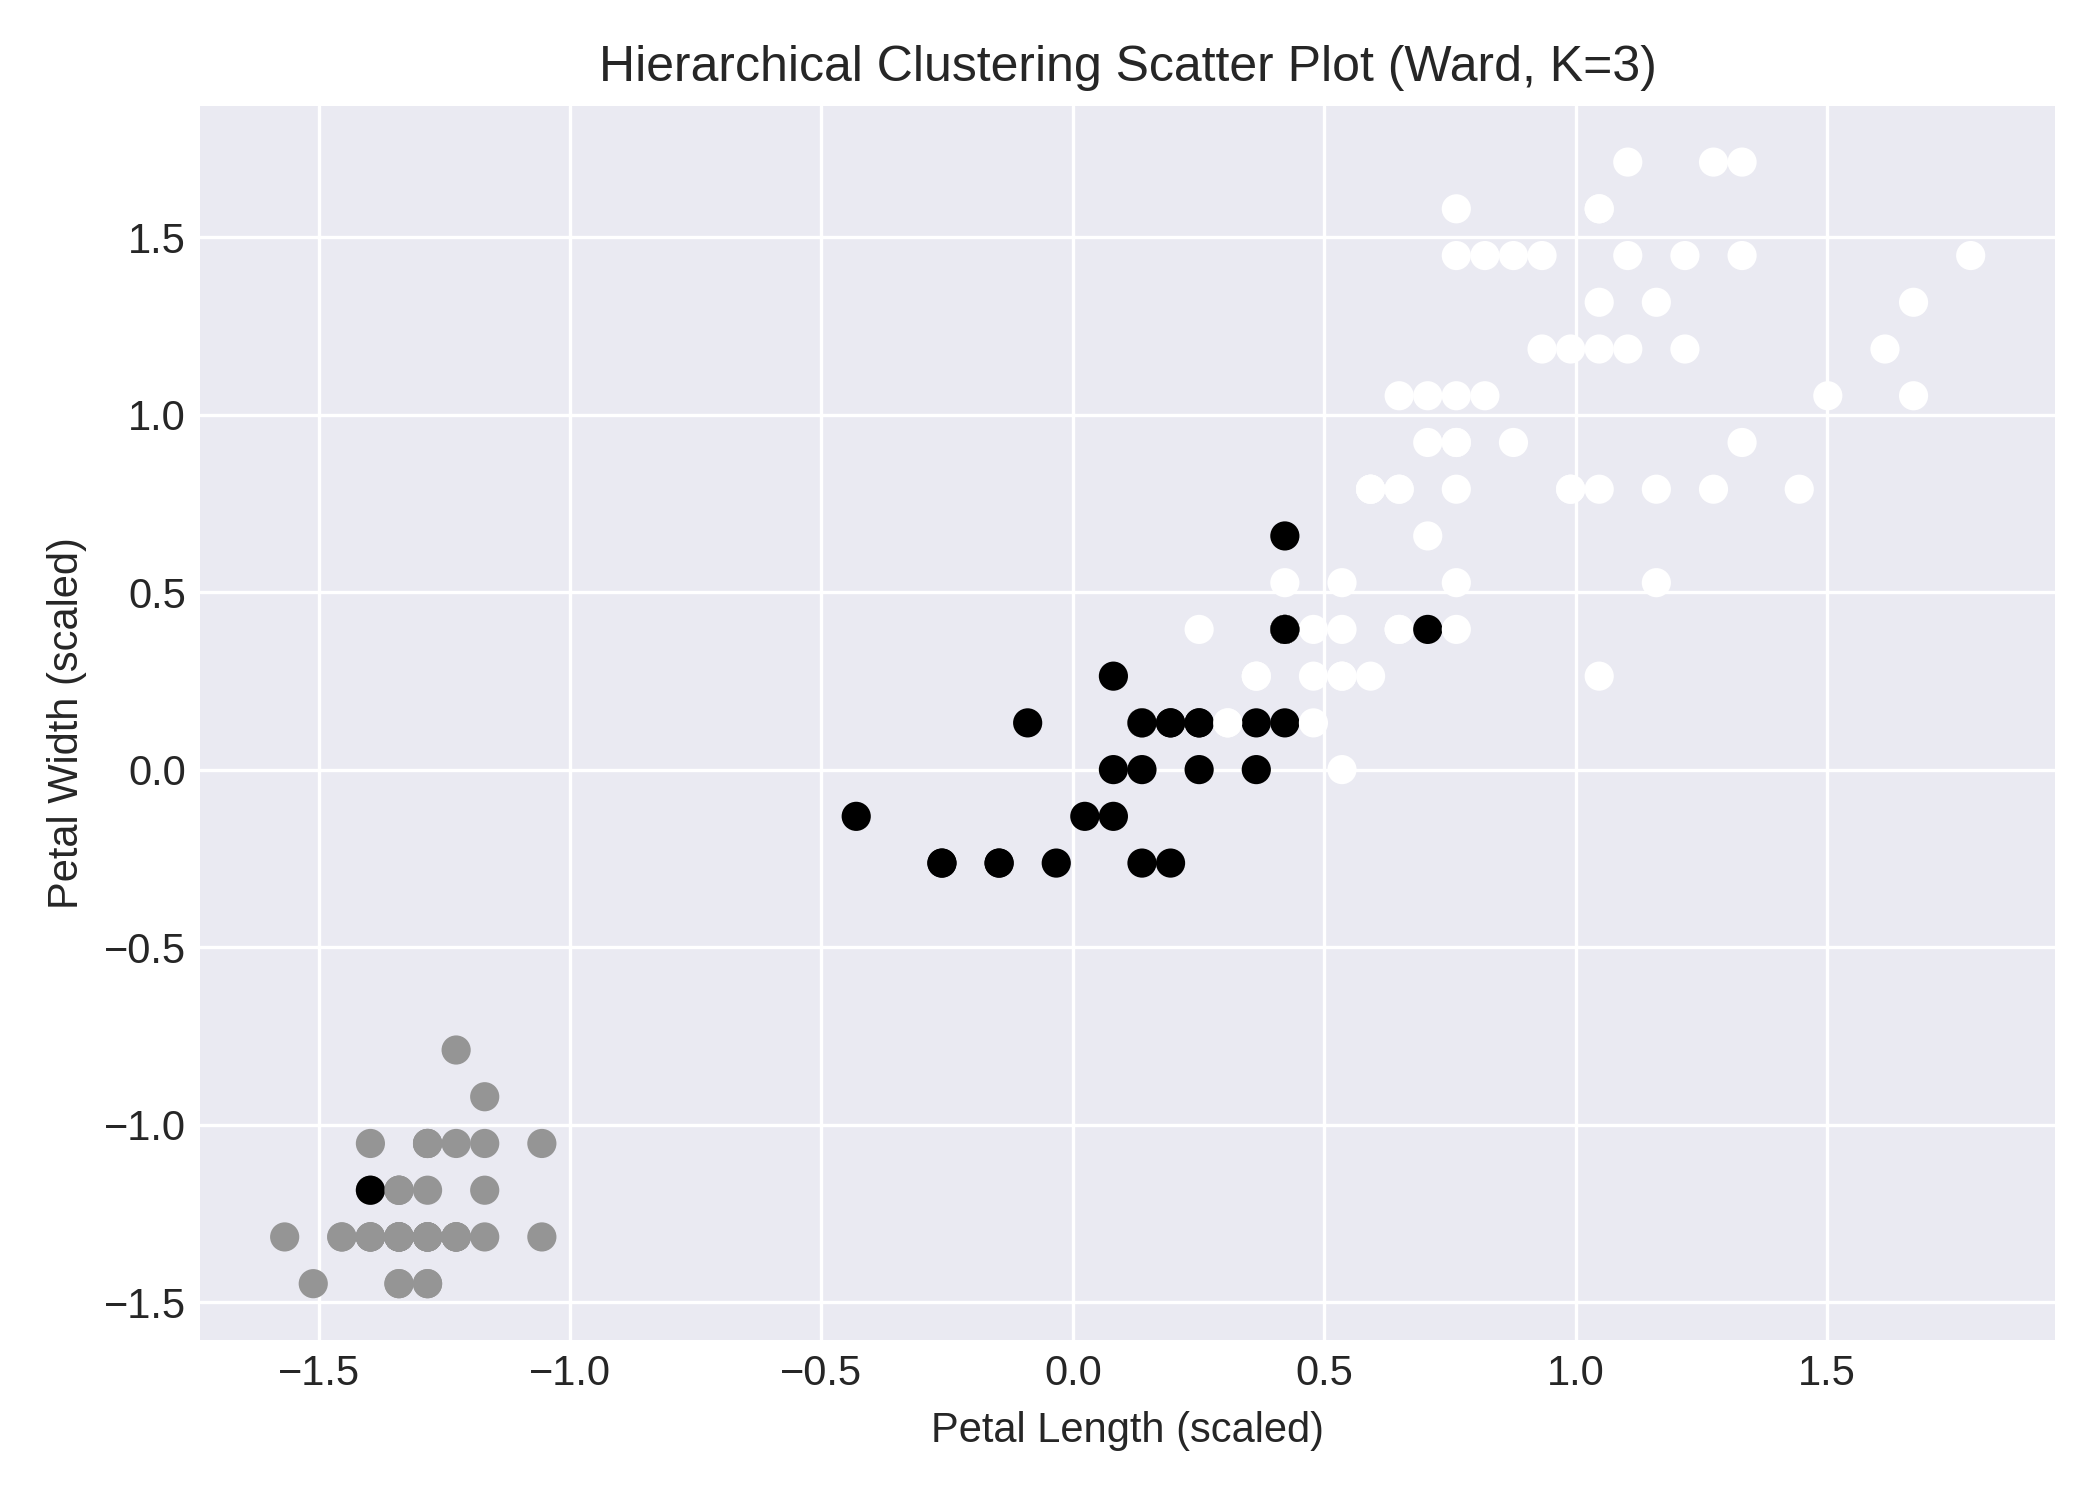 Hierarchical Clustering Scatter Plot (Ward, K=3)
1.5
1.0
0.5
0.0
−0.5
−1.0
−1.5
Petal Width (scaled)
−1.5 −1.0 −0.5 0.0 0.5 1.0 1.5
Petal Length (scaled)